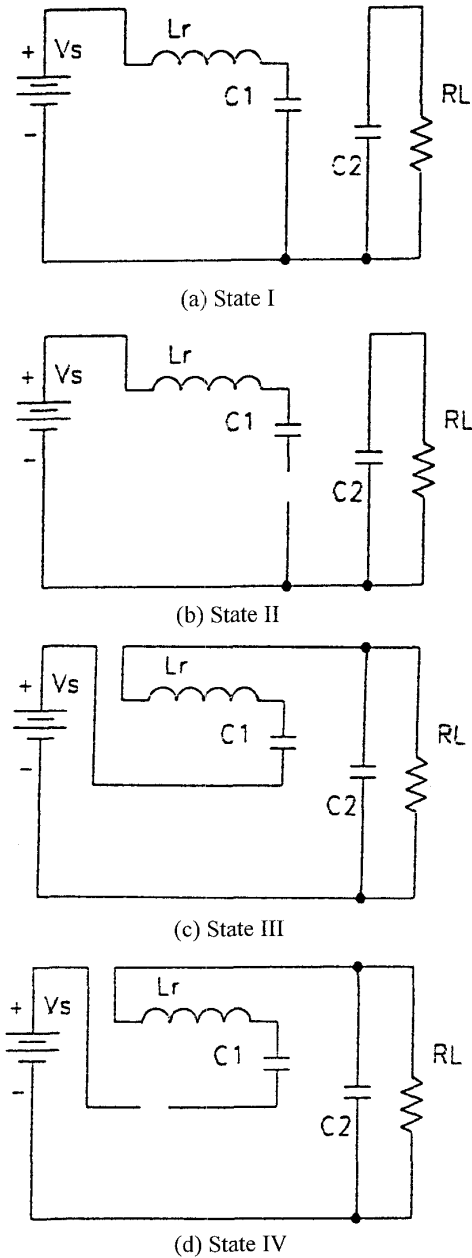 + Vs
-
Lr
C1
C2
RL
(a) State I
+ Vs
-
Lr
C1
C2
RL
(b) State II
+ Vs
-
Lr
C1
C2
RL
(c) State III
+ Vs
-
Lr
C1
C2
RL
(d) State IV